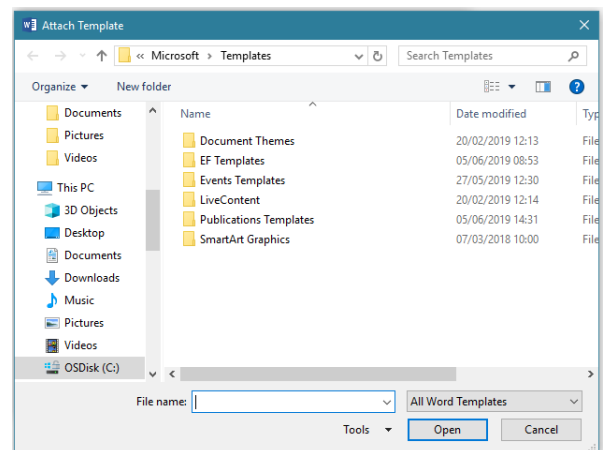 Attach Template
« Microsoft > Templates
Search Templates
Organize
New folder
Documents
Pictures
Videos
This PC
3D Objects
Desktop
Documents
Downloads
Music
Pictures
Videos
OSDisk (C:)
Name Date modified Typ
Document Themes 20/02/2019 12:13 File
EF Templates 05/06/2019 08:53 File
Events Templates 27/05/2019 12:30 File
LiveContent 20/02/2019 12:14 File
Publications Templates 05/06/2019 14:31 File
SmartArt Graphics 07/03/2018 10:00 File
File name:
All Word Templates
Tools
Open
Cancel